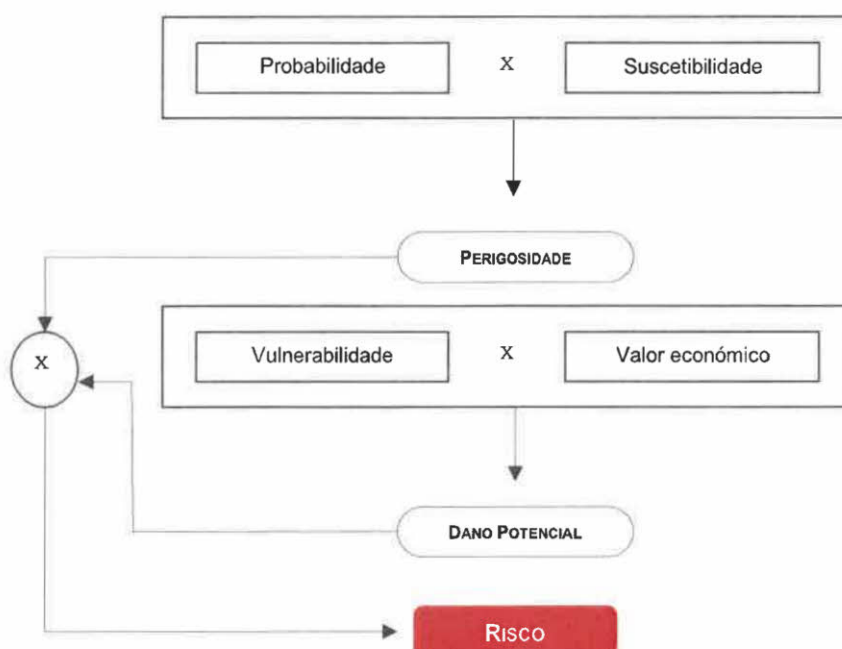 Probabilidade X Suscetibilidade
PERIGOSIDADE
Vulnerabilidade X Valor económico
X
DANO POTENCIAL
RISCO